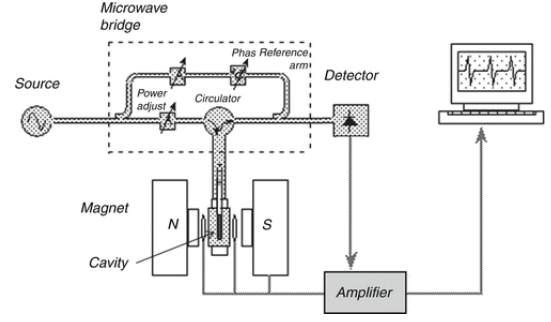 Microwave
bridge
Phas Reference
arm
Source
Power
adjust
Circulator
Detector
Magnet
N
S
Cavity
Amplifier